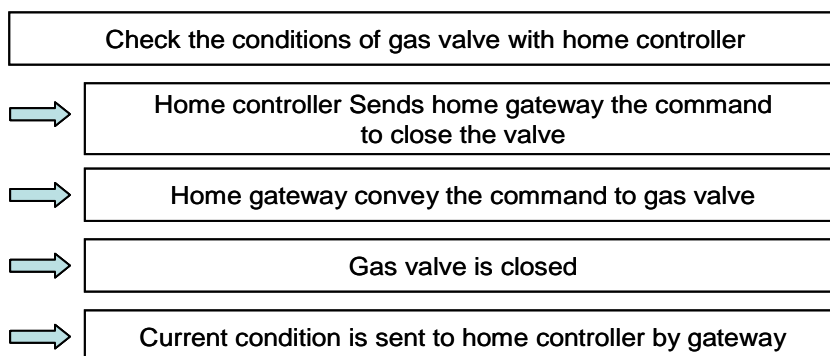 Check the conditions of gas valve with home controller
Home controller Sends home gateway the command
to close the valve
Home gateway convey the command to gas valve
Gas valve is closed
Current condition is sent to home controller by gateway